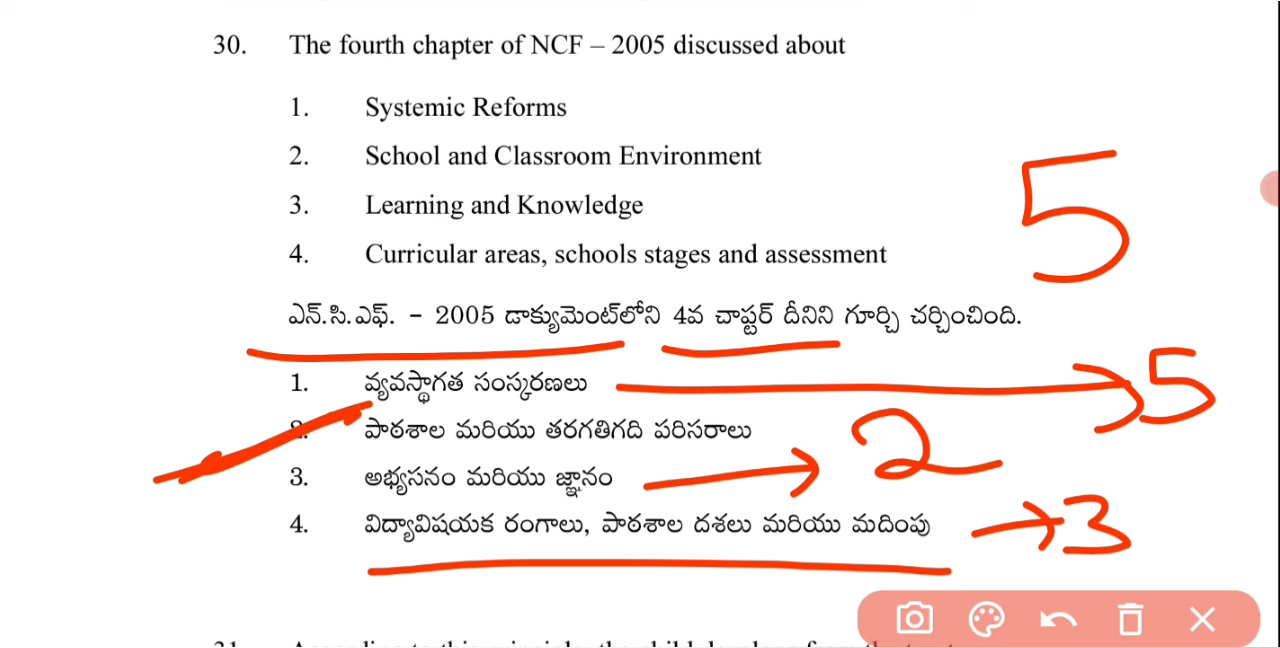 30. The fourth chapter of NCF – 2005 discussed about
1. Systemic Reforms
2. School and Classroom Environment
3. Learning and Knowledge
4. Curricular areas, schools stages and assessment
5
ఎన్.సి.ఎఫ్. – 2005 డాక్యుమెంట్‌లోని 4వ చాప్టర్ దీనిని గూర్చి చర్చించింది.
1. వ్యవస్థాగత సంస్కరణలు 5
2. పాఠశాల మరియు తరగతిగది పరిసరాలు
3. అభ్యసనం మరియు జ్ఞానం 2
4. విద్యావిషయక రంగాలు, పాఠశాల దశలు మరియు మదింపు 3